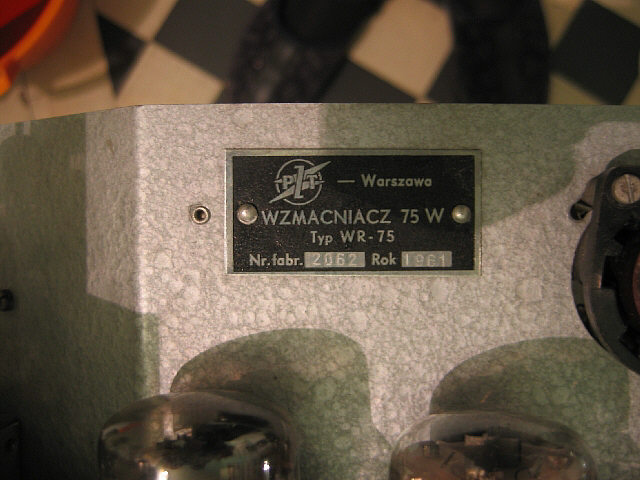 PZT — Warszawa
WZMACNIACZ 75 W
Typ WR-75
Nr. fabr. 2062 Rok 1961